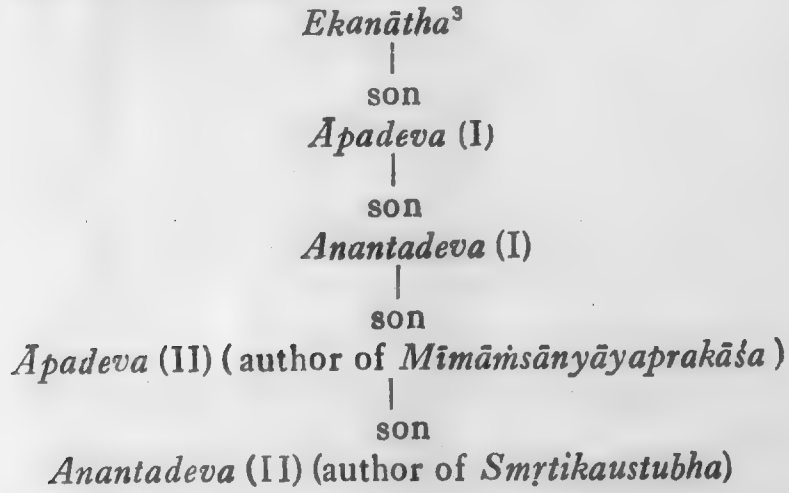 Ekanātha³
son
Āpadeva (I)
son
Anantadeva (I)
son
Āpadeva (II) (author of Mīmāṁsānyāyaprakāśa)
son
Anantadeva (II) (author of Smṛtikaustubha)